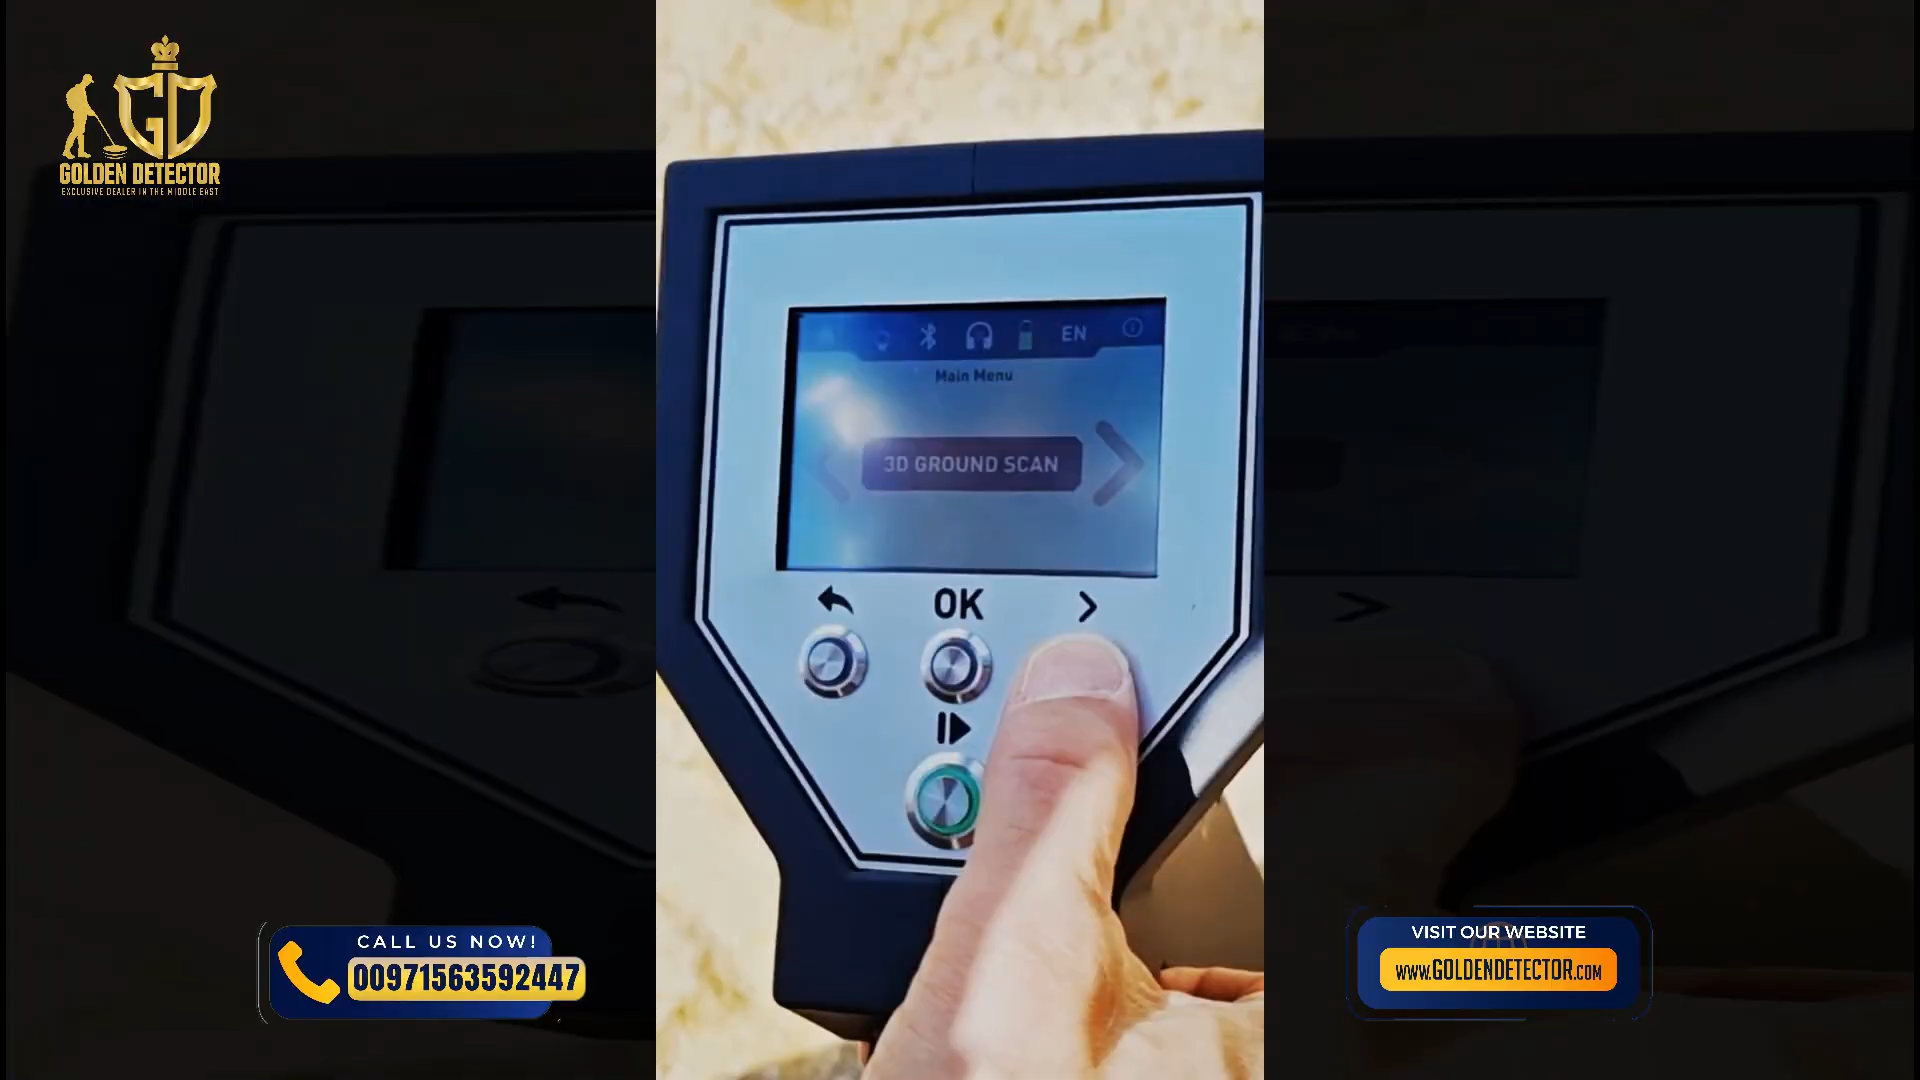 GD
GOLDEN DETECTOR
EXCLUSIVE DEALER IN THE MIDDLE EAST
EN
Main Menu
3D GROUND SCAN
OK
CALL US NOW!
00971563592447
VISIT OUR WEBSITE
WWW.GOLDENDETECTOR.COM